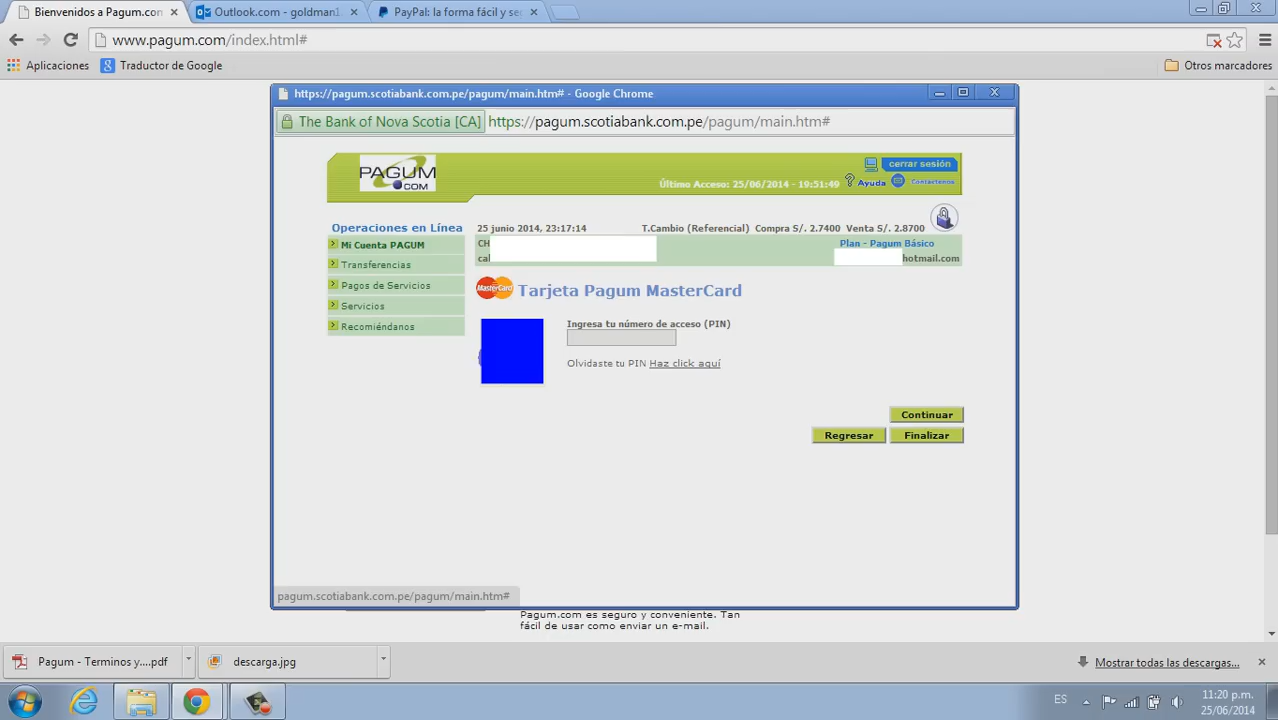 Bienvenidos a Pagum.con
Outlook.com - goldman1
PayPal: la forma fácil y se
www.pagum.com/index.html#
Aplicaciones
Traductor de Google
Otros marcadores
https://pagum.scotiabank.com.pe/pagum/main.htm# - Google Chrome
The Bank of Nova Scotia [CA]
https://pagum.scotiabank.com.pe/pagum/main.htm#
PAGUM
.COM
cerrar sesión
Último Acceso: 25/06/2014 - 19:51:49
? Ayuda
Contactenos
Operaciones en Línea
25 junio 2014, 23:17:14
T.Cambio (Referencial) Compra S/. 2.7400 Venta S/. 2.8700
Mi Cuenta PAGUM
Transferencias
Pagos de Servicios
Servicios
Recomiéndanos
CH
Plan - Pagum Básico
cal
hotmail.com
MasterCard
Tarjeta Pagum MasterCard
Ingresa tu número de acceso (PIN)
Olvidaste tu PIN Haz click aquí
Continuar
Regresar
Finalizar
pagum.scotiabank.com.pe/pagum/main.htm#
Pagum.com es seguro y conveniente. Tan
fácil de usar como enviar un e-mail.
Pagum - Terminos y....pdf
descarga.jpg
Mostrar todas las descargas...
ES
11:20 p.m.
25/06/2014